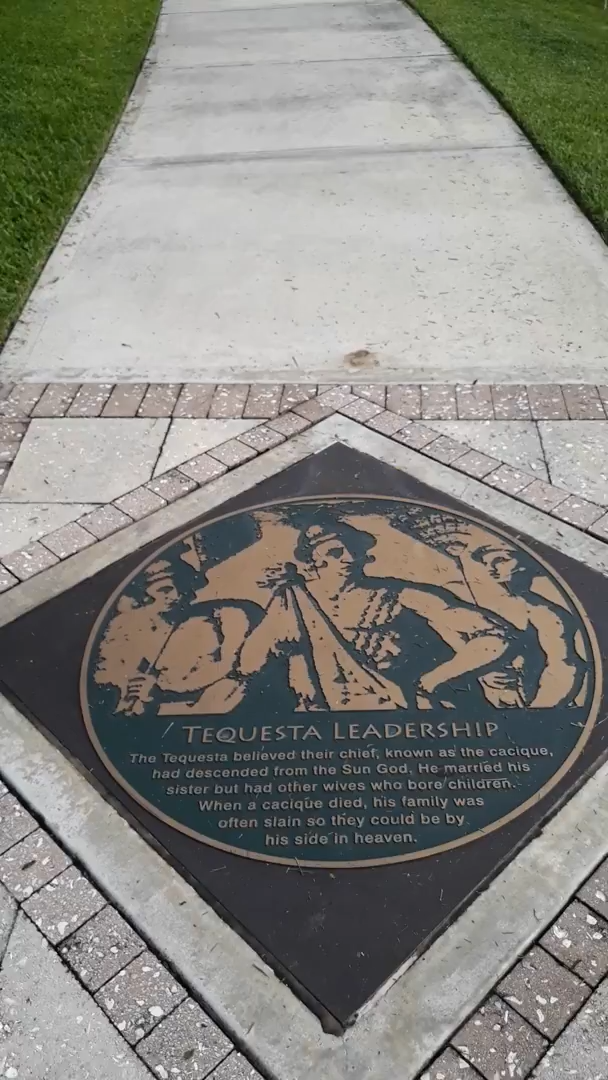 TEQUESTA LEADERSHIP
The Tequesta believed their chief, known as the cacique,
had descended from the Sun God. He married his
sister but had other wives who bore children.
When a cacique died, his family was
often slain so they could be by
his side in heaven.